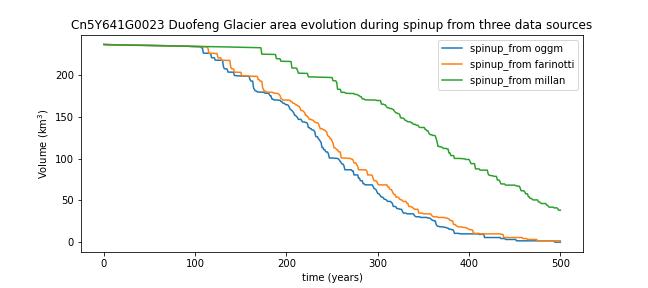 Cn5Y641G0023 Duofeng Glacier area evolution during spinup from three data sources
spinup_from oggm
spinup_from farinotti
spinup_from millan
Volume (km³)
200
150
100
50
0
0 100 200 300 400 500
time (years)